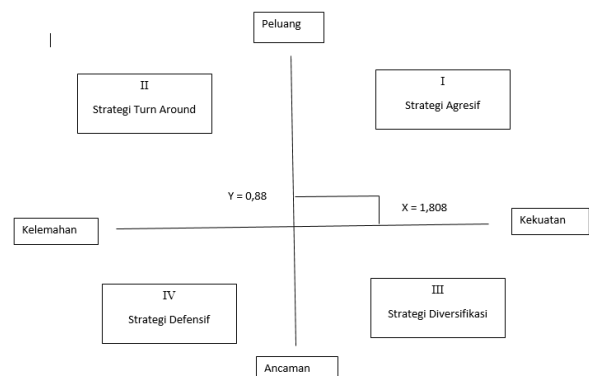 Peluang
II
Strategi Turn Around
I
Strategi Agresif
Y = 0,88
X = 1,808
Kelemahan
Kekuatan
IV
Strategi Defensif
III
Strategi Diversifikasi
Ancaman